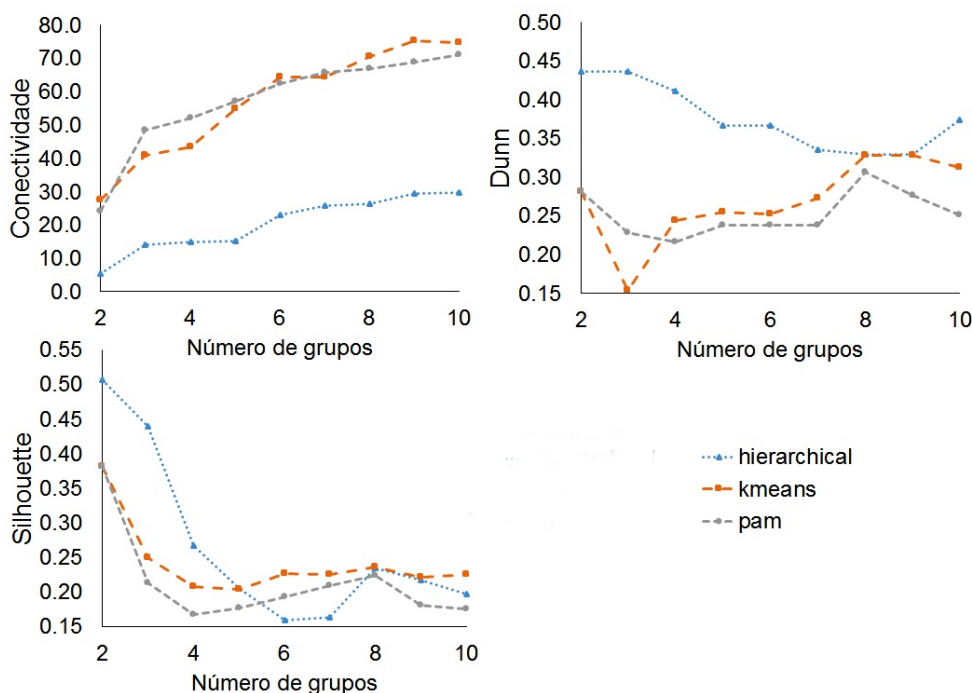 80.0
70.0
60.0
50.0
40.0
30.0
20.0
10.0
0.0
Conectividade
2 4 6 8 10
Número de grupos
0.50
0.45
0.40
0.35
0.30
0.25
0.20
0.15
Dunn
2 4 6 8 10
Número de grupos
0.55
0.50
0.45
0.40
0.35
0.30
0.25
0.20
0.15
Silhouette
2 4 6 8 10
Número de grupos
hierarchical
kmeans
pam